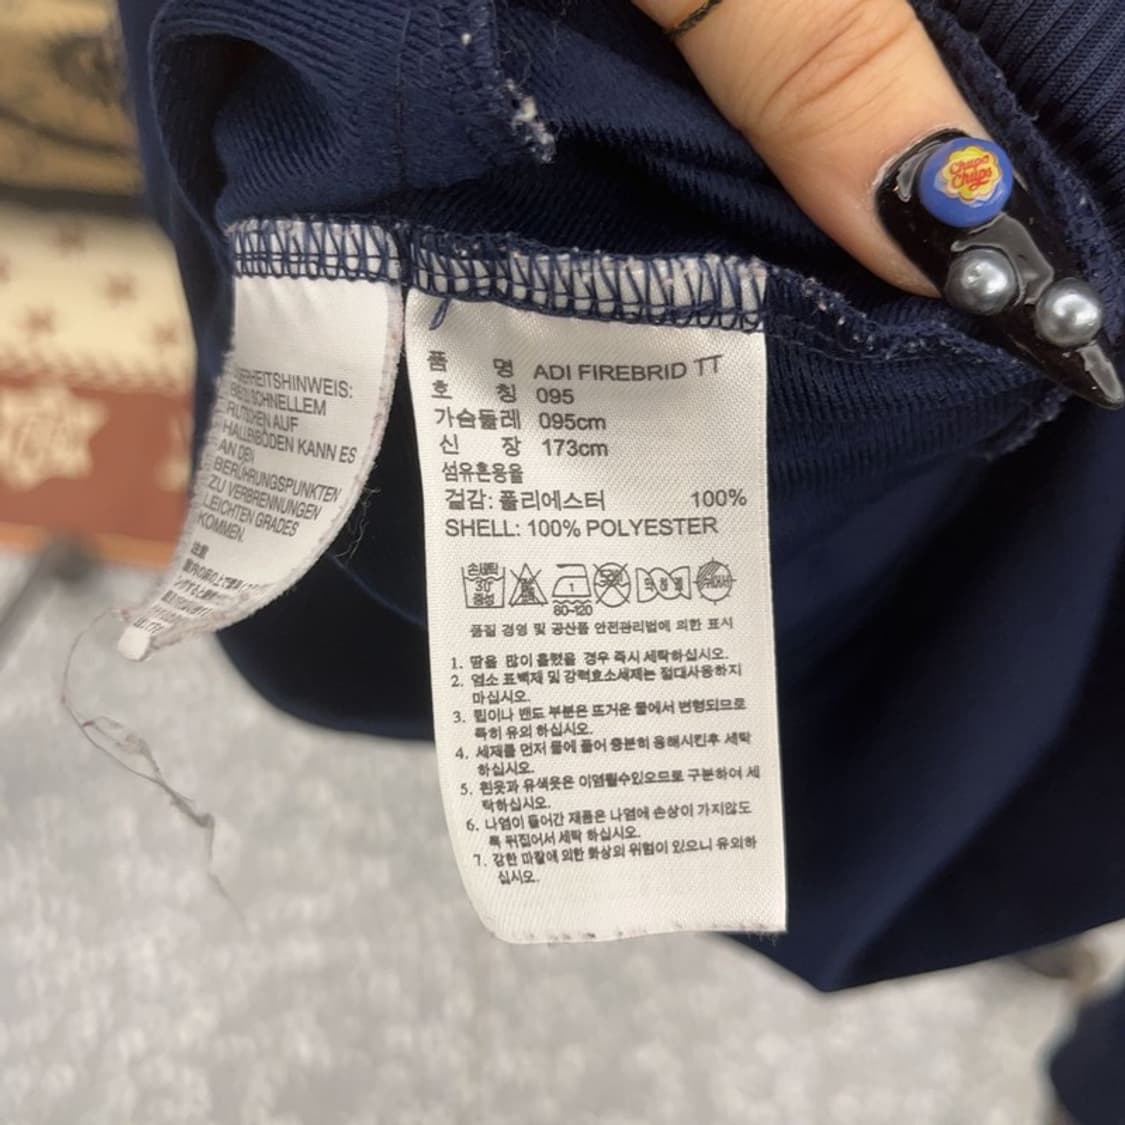 Chupa
Chups
ERHEITSHINWEIS:
SCHNELLEM
AUF
HALLENBÖDEN KANN ES
AN DEN
BERÜHRUNGSPUNKTEN
ZU VERBRENNUNGEN
LEICHTEN GRADES
KOMMEN.
注意
품 명 ADI FIREBRID TT
호 칭 095
가슴둘레 095cm
신 장 173cm
섬유혼용율
겉감: 폴리에스터 100%
SHELL: 100% POLYESTER
손세탁
30
중성
1
80-120
품질 경영 및 공산품 안전관리법에 의한 표시
1. 땀을 많이 흘렸을 경우 즉시 세탁하십시오.
2. 염소 표백제 및 강력효소세제는 절대사용하지
마십시오.
3. 립이나 밴드 부분은 뜨거운 물에서 변형되므로
특히 유의 하십시오.
4. 세제를 먼저 물에 풀어 충분히 용해시킨후 세탁
하십시오.
5. 흰옷과 유색옷은 이염될수있으므로 구분하여 세
탁하십시오.
6. 나염이 들어간 제품은 나염에 손상이 가지않도
록 뒤집어서 세탁 하십시오.
7. 강한 마찰에 의한 화상의 위험이 있으니 유의하
십시오.